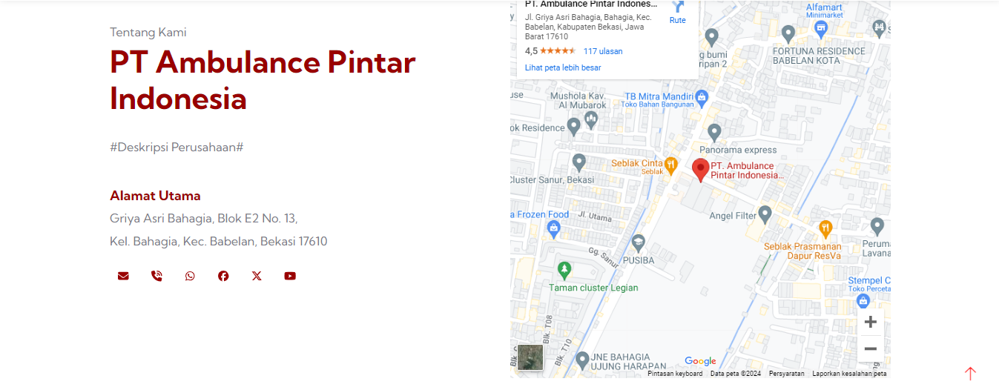 Tentang Kami
PT Ambulance Pintar
Indonesia
#Deskripsi Perusahaan#
Alamat Utama
Griya Asri Bahagia, Blok E2 No. 13,
Kel. Bahagia, Kec. Babelan, Bekasi 17610
PT. Ambulance Pintar Indones...
Jl. Griya Asri Bahagia, Bahagia, Kec.
Babelan, Kabupaten Bekasi, Jawa
Barat 17610
4,5
117 ulasan
Lihat peta lebih besar
Rute
Alfamart
Minimarket
g bumi
ripan 2
FORTUNA RESIDENCE
BABELAN KOTA
use
Mushola Kav.
Al Mubarok
TB Mitra Mandiri
Toko Bahan Bangunan
ok Residence
Panorama express
Seblak Cinta
Seblak
PT. Ambulance
Pintar Indonesia...
Cluster Sanur, Bekasi
a Frozen Food
Jl. Utama
Angel Filter
Seblak Prasmanan
Dapur ResVa
Peruma
Lavana
Gg. Sanur
PUSIBA
Taman cluster Legian
Stempel C
Toko Perceta
Blk. T08
Blk. T10
JNE BAHAGIA
UJUNG HARAPAN
Google
Pintasan keyboard
Data peta ©2024
Persyaratan
Laporkan kesalahan peta